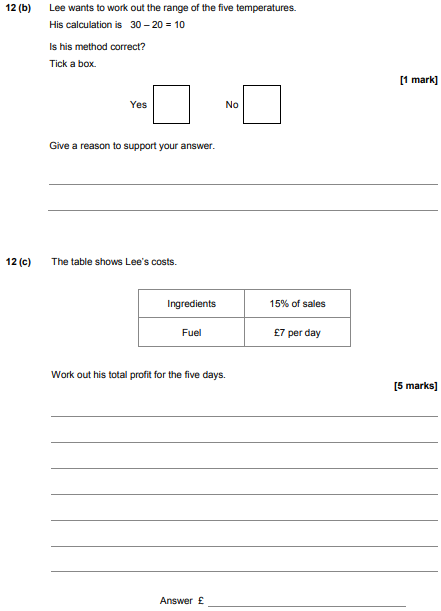 12 (b) Lee wants to work out the range of the five temperatures.
His calculation is 30 – 20 = 10
Is his method correct?
Tick a box.
[1 mark]
Yes No
Give a reason to support your answer.
12 (c) The table shows Lee's costs.
Ingredients 15% of sales
Fuel £7 per day
Work out his total profit for the five days.
[5 marks]
Answer £